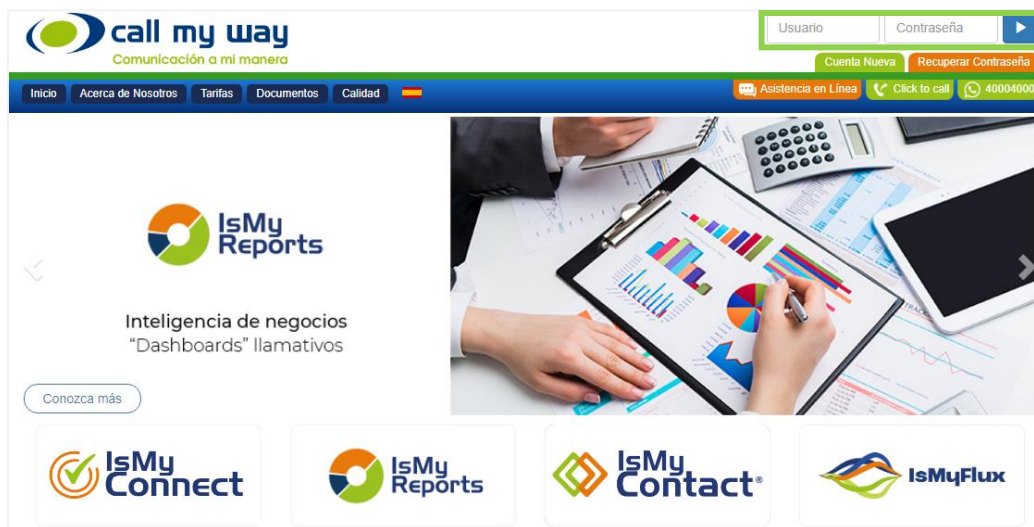 call my way
Comunicación a mi manera
Usuario
Contraseña
Cuenta Nueva
Recuperar Contraseña
Inicio
Acerca de Nosotros
Tarifas
Documentos
Calidad
Asistencia en Línea
Click to call
40004000
IsMy
Reports
Inteligencia de negocios
"Dashboards" llamativos
Conozca más
IsMy
Connect
IsMy
Reports
IsMy
Contact®
IsMyFlux